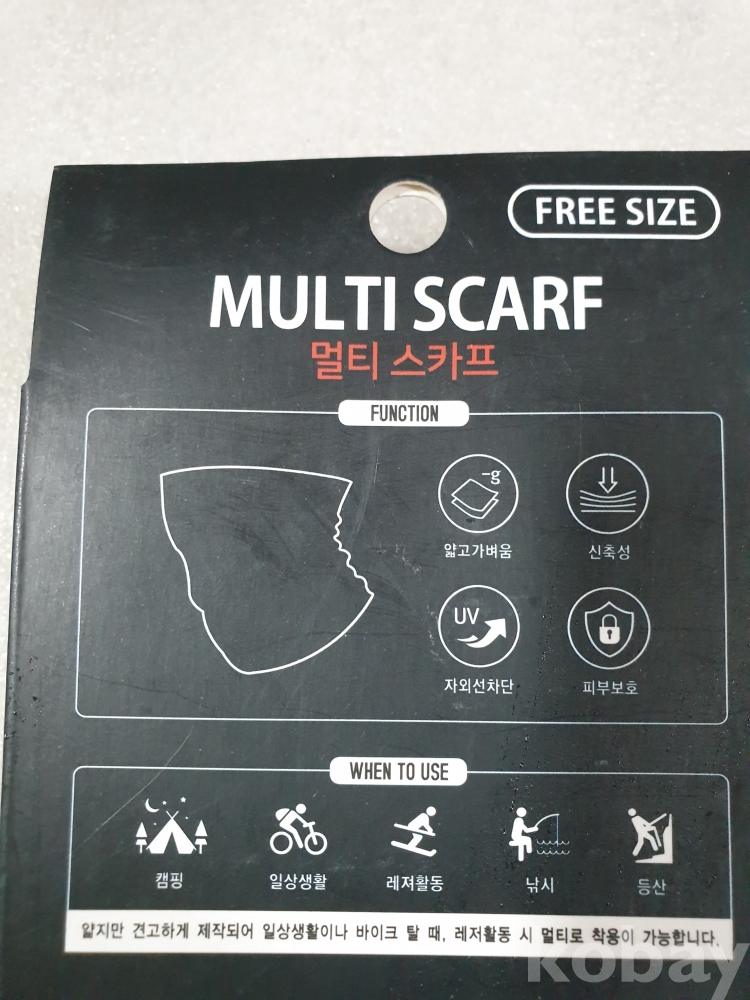 FREE SIZE
MULTI SCARF
멀티 스카프
FUNCTION
-g
얇고가벼움
신축성
UV
자외선차단
피부보호
WHEN TO USE
캠핑
일상생활
레져활동
낚시
등산
얇지만 견고하게 제작되어 일상생활이나 바이크 탈 때, 레저활동 시 멀티로 착용이 가능합니다.
kobay